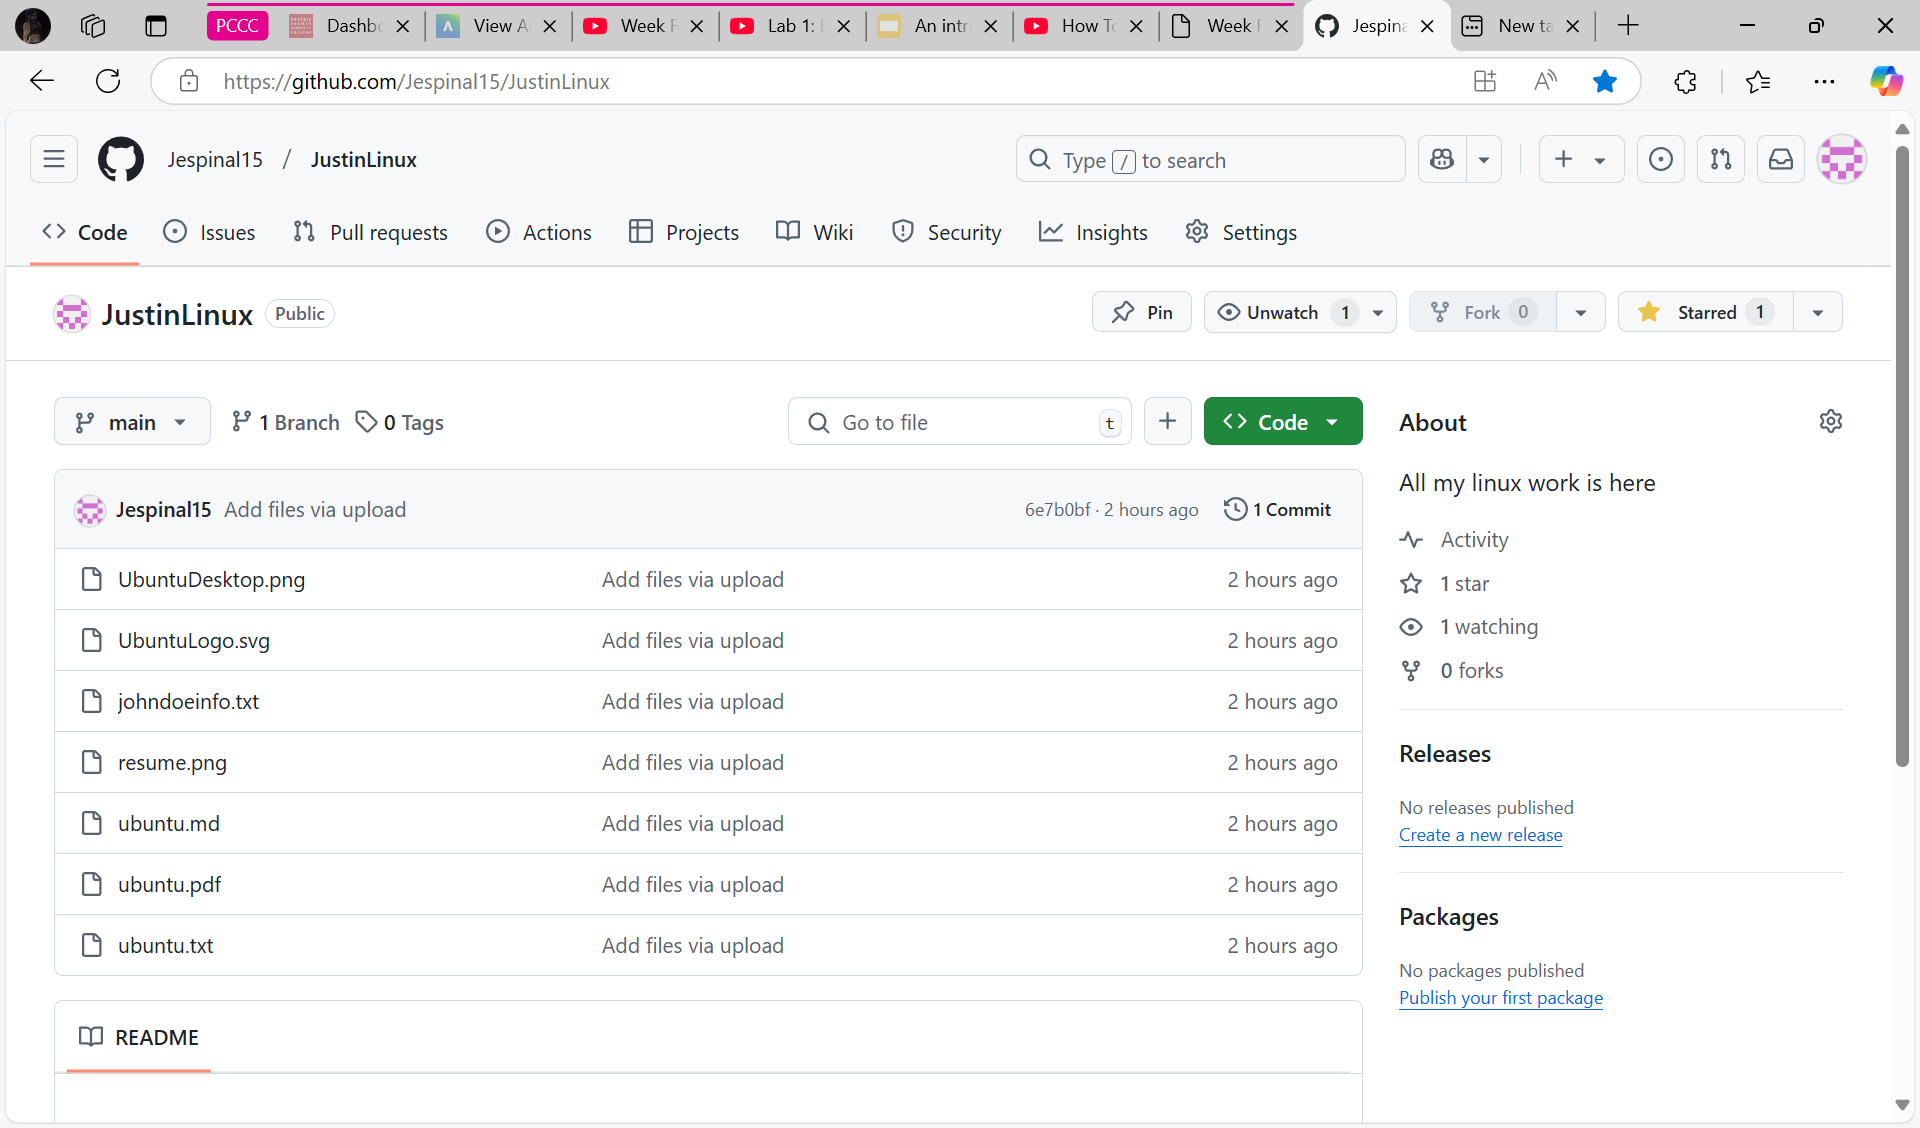 PCCC Dashbo View A Week F Lab 1: I An intro How To Week F Jespina New ta
https://github.com/Jespinal15/JustinLinux
Jespinal15 / JustinLinux Type / to search
Code Issues Pull requests Actions Projects Wiki Security Insights Settings
JustinLinux Public Pin Unwatch 1 Fork 0 Starred 1
main 1 Branch 0 Tags Go to file t + Code
About
All my linux work is here
Jespinal15 Add files via upload 6e7b0bf · 2 hours ago 1 Commit
UbuntuDesktop.png Add files via upload 2 hours ago
UbuntuLogo.svg Add files via upload 2 hours ago
johndoeinfo.txt Add files via upload 2 hours ago
resume.png Add files via upload 2 hours ago
ubuntu.md Add files via upload 2 hours ago
ubuntu.pdf Add files via upload 2 hours ago
ubuntu.txt Add files via upload 2 hours ago
README
Activity
1 star
1 watching
0 forks
Releases
No releases published
Create a new release
Packages
No packages published
Publish your first package